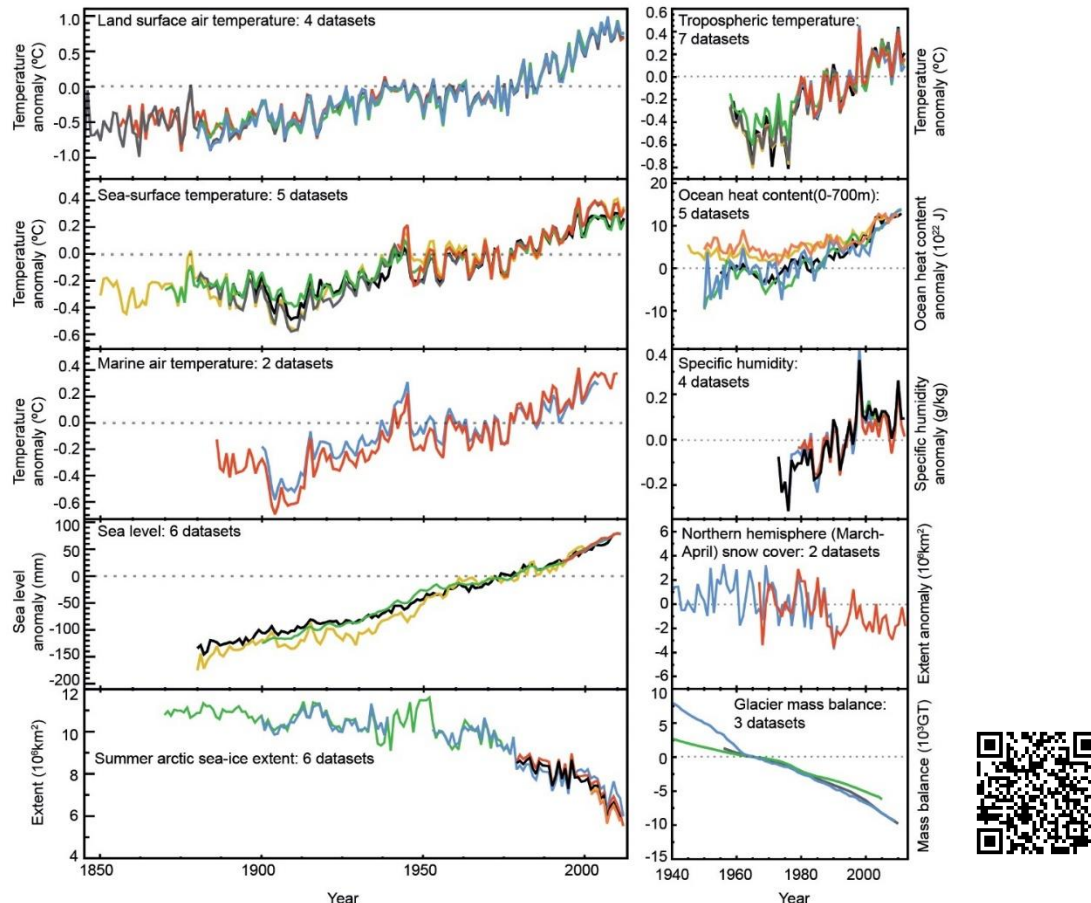 Land surface air temperature: 4 datasets
Temperature
anomaly (ºC)
1.0
0.5
0.0
-0.5
-1.0
Sea-surface temperature: 5 datasets
Temperature
anomaly (ºC)
0.4
0.2
0.0
-0.2
-0.4
-0.6
Marine air temperature: 2 datasets
Temperature
anomaly (ºC)
0.4
0.2
0.0
-0.2
-0.4
-0.6
Sea level: 6 datasets
Sea level
anomaly (mm)
100
50
0
-50
-100
-150
-200
Summer arctic sea-ice extent: 6 datasets
Extent (10⁶km²)
12
10
8
6
4
1850
1900
1950
2000
Year
Tropospheric temperature:
7 datasets
Temperature
anomaly (ºC)
0.6
0.4
0.2
0.0
-0.2
-0.4
-0.6
-0.8
Ocean heat content(0-700m):
5 datasets
Ocean heat content
anomaly (10²² J)
20
10
0
-10
Specific humidity:
4 datasets
Specific humidity
anomaly (g/kg)
0.4
0.2
0.0
-0.2
Northern hemisphere (March-
April) snow cover: 2 datasets
Extent anomaly (10⁶km²)
6
4
2
0
-2
-4
-6
Glacier mass balance:
3 datasets
Mass balance (10³GT)
10
5
0
-5
-10
-15
1940
1960
1980
2000
Year